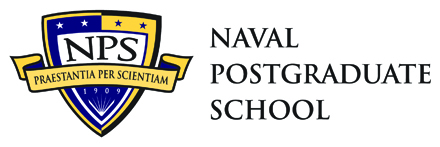 NPS
PRAESTANTIA PER SCIENTIAM
1909
NAVAL
POSTGRADUATE
SCHOOL